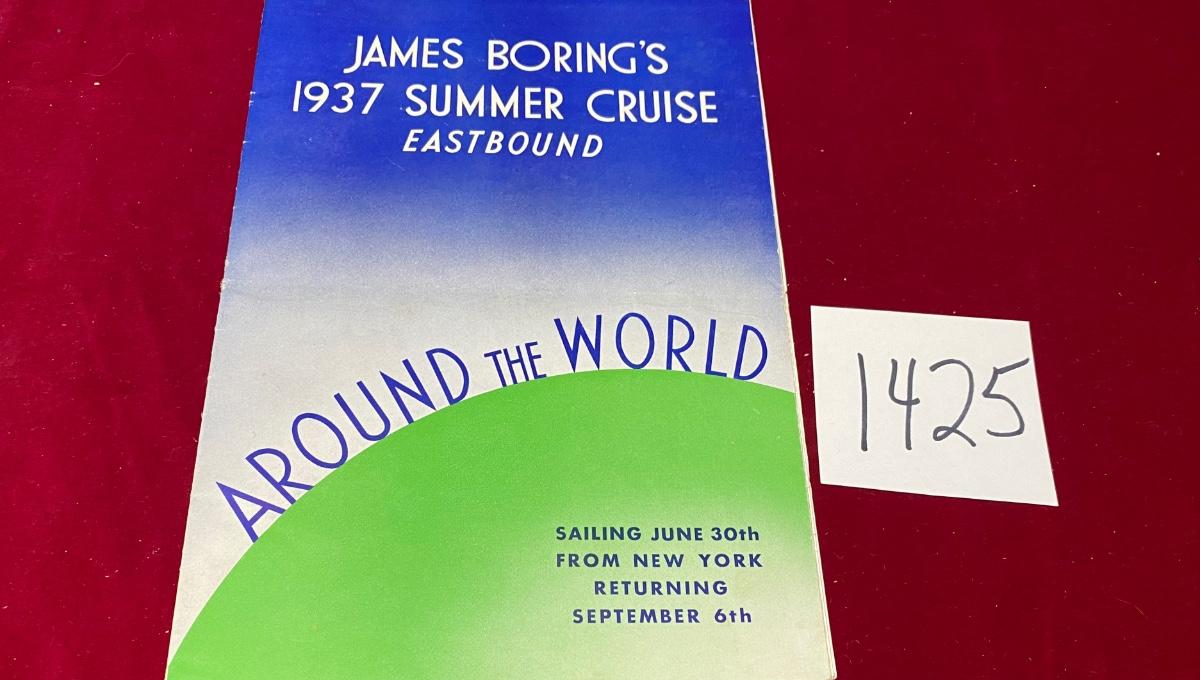 JAMES BORING'S
1937 SUMMER CRUISE
EASTBOUND
AROUND THE WORLD
SAILING JUNE 30th
FROM NEW YORK
RETURNING
SEPTEMBER 6th
1425